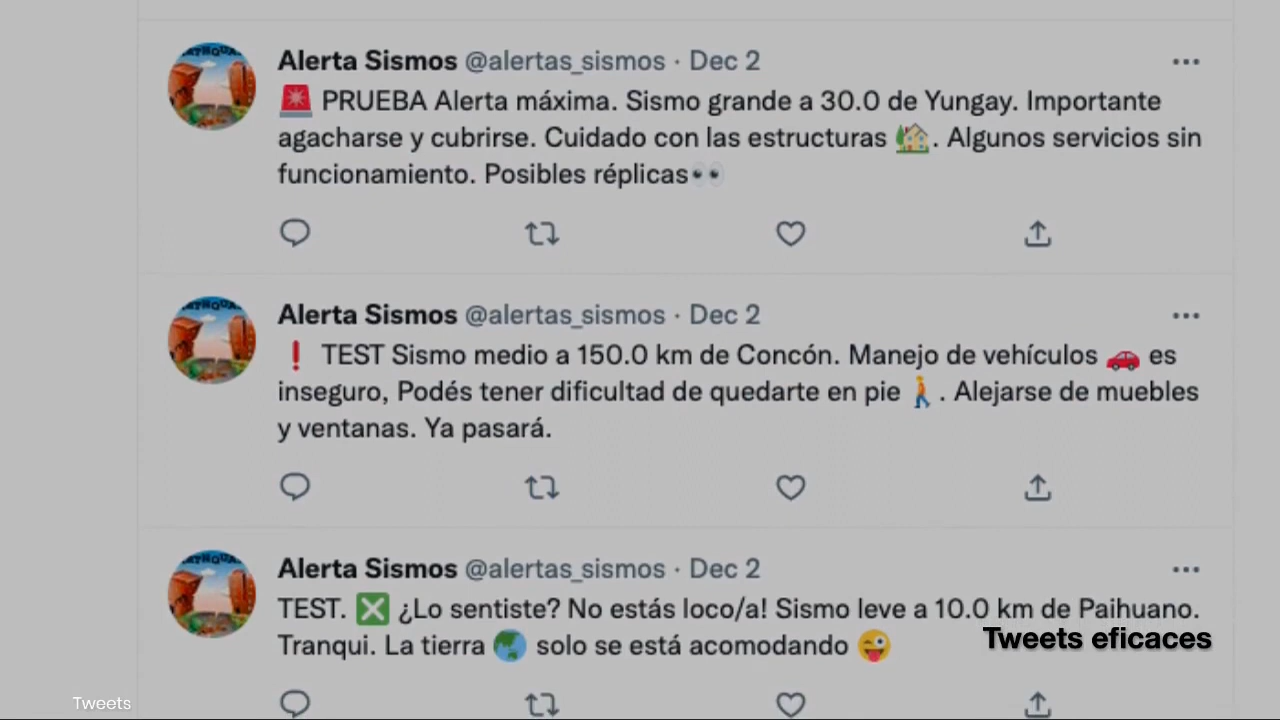 Alerta Sismos @alertas_sismos · Dec 2
🚨 PRUEBA Alerta máxima. Sismo grande a 30.0 de Yungay. Importante
agacharse y cubrirse. Cuidado con las estructuras 🏡. Algunos servicios sin
funcionamiento. Posibles réplicas👀
Alerta Sismos @alertas_sismos · Dec 2
❗ TEST Sismo medio a 150.0 km de Concón. Manejo de vehículos 🚗 es
inseguro, Podés tener dificultad de quedarte en pie 🚶. Alejarse de muebles
y ventanas. Ya pasará.
Alerta Sismos @alertas_sismos · Dec 2
TEST. ❎ ¿Lo sentiste? No estás loco/a! Sismo leve a 10.0 km de Paihuano.
Tranqui. La tierra 🌏 solo se está acomodando 😜
Tweets eficaces
Tweets